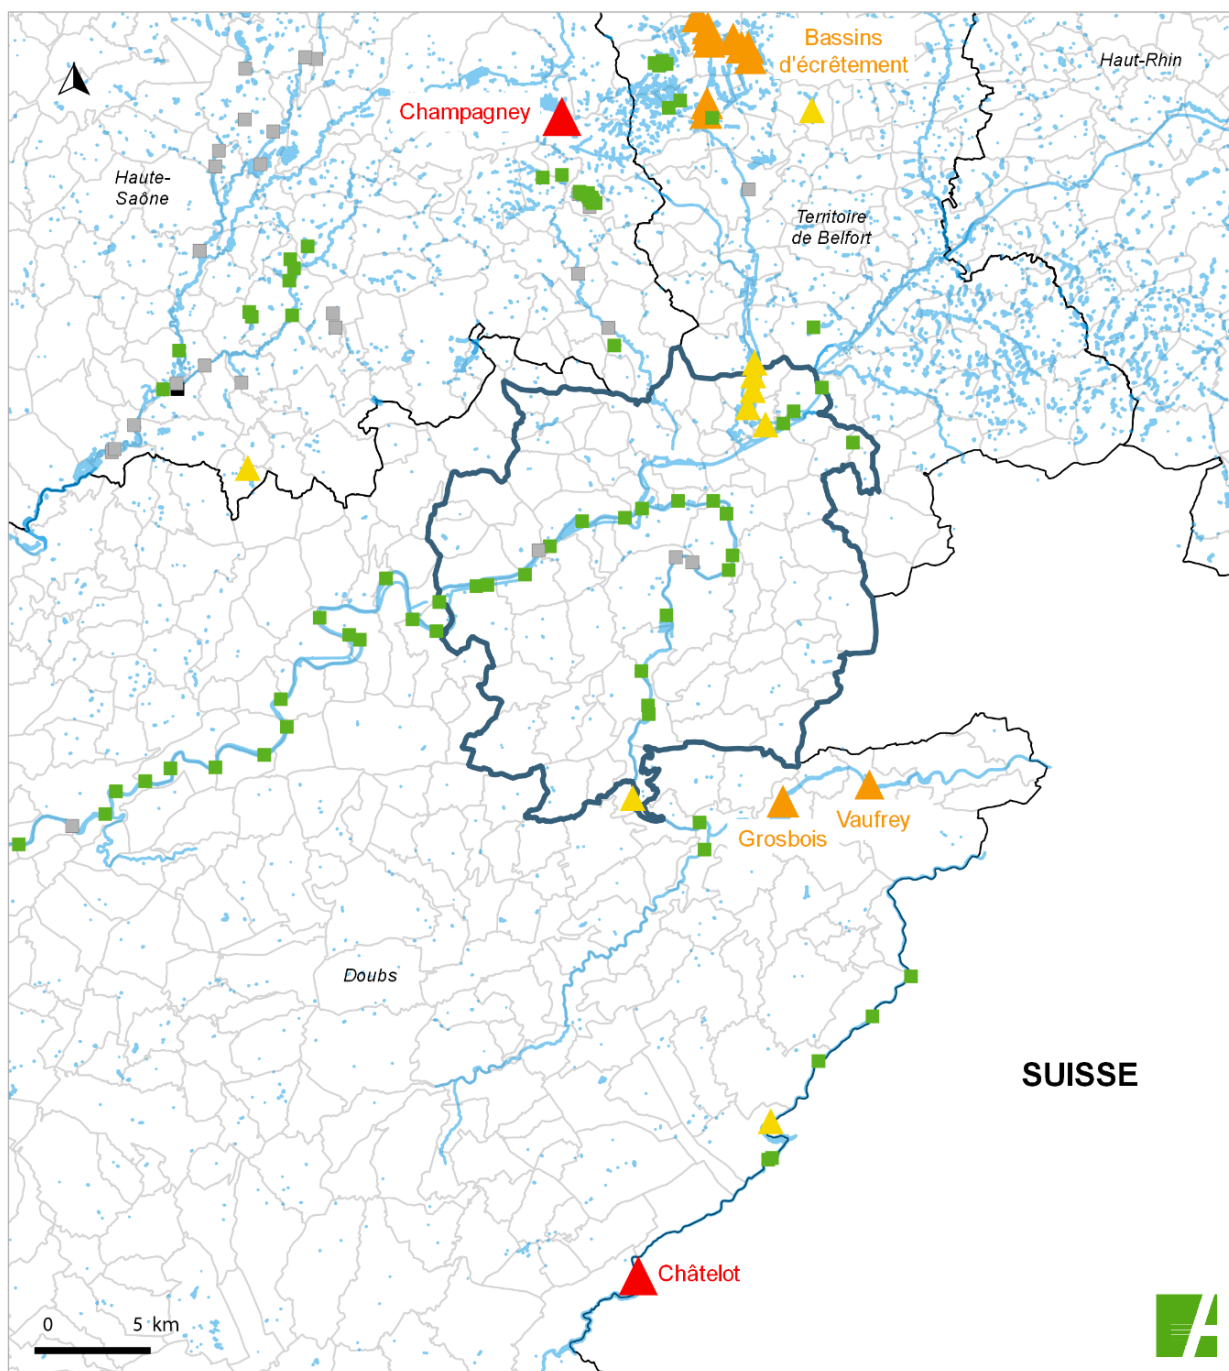 Bassins
d'écrêtement
Haut-Rhin
Champagney
Haute-
Saône
Territoire
de Belfort
Vaufrey
Grosbois
Doubs
SUISSE
Châtelot
0 5 km